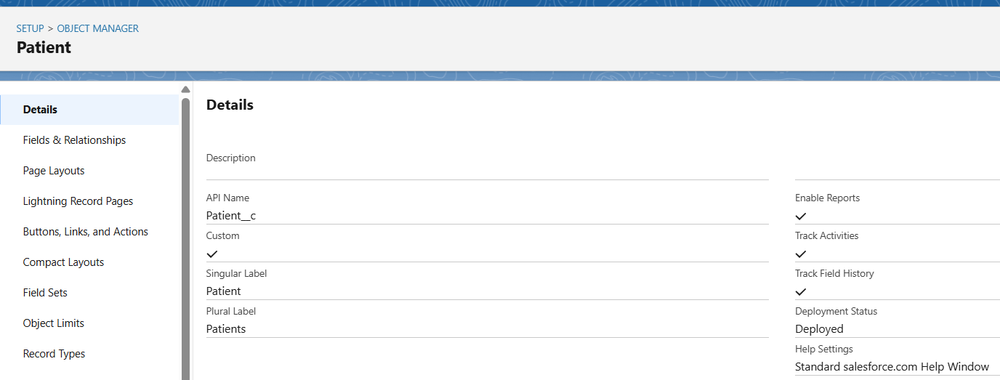 SETUP > OBJECT MANAGER
Patient
Details
Fields & Relationships
Page Layouts
Lightning Record Pages
Buttons, Links, and Actions
Compact Layouts
Field Sets
Object Limits
Record Types
Details
Description
API Name
Patient__c
Custom
Singular Label
Patient
Plural Label
Patients
Enable Reports
Track Activities
Track Field History
Deployment Status
Deployed
Help Settings
Standard salesforce.com Help Window